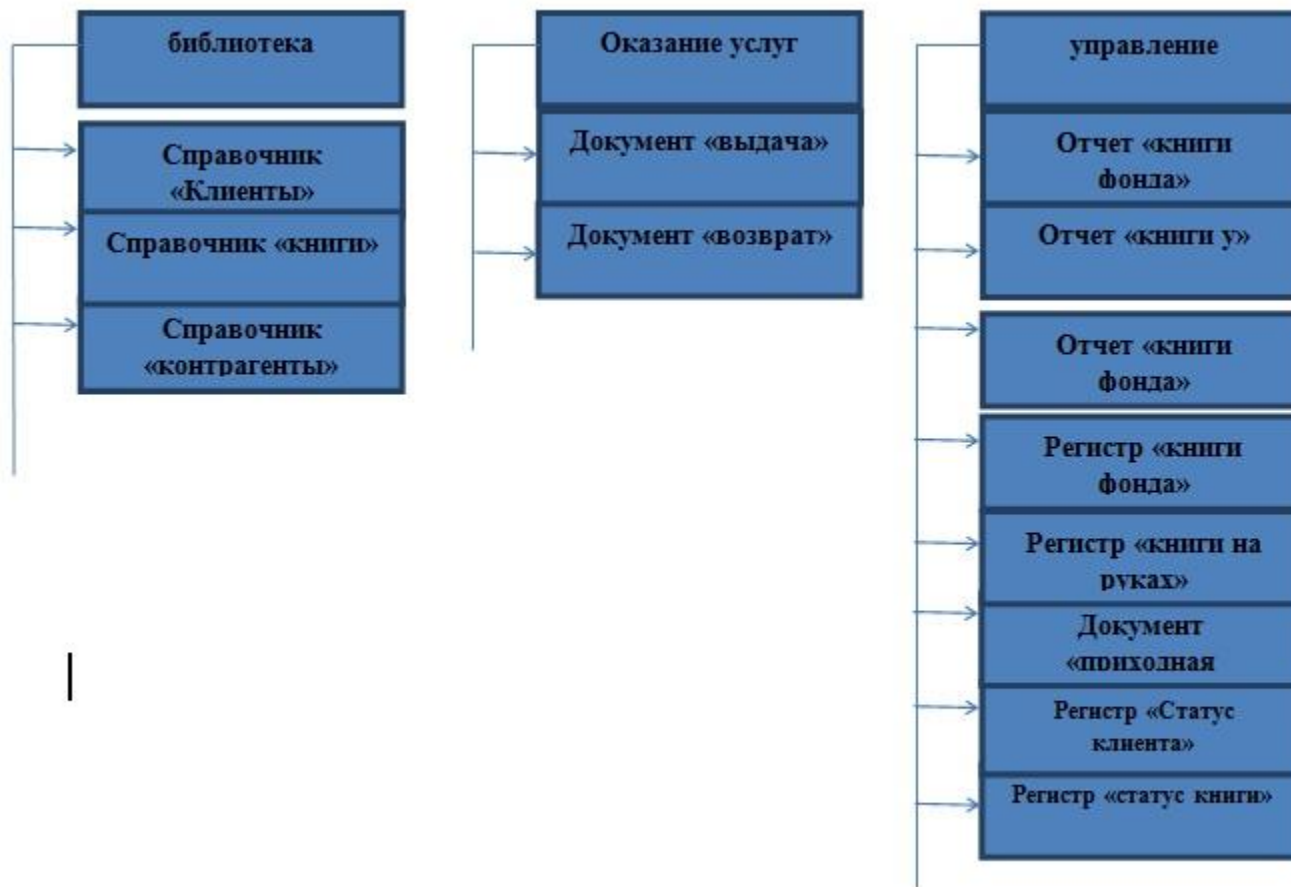 библиотека
Справочник
«Клиенты»
Справочник «книги»
Справочник
«контрагенты»
Оказание услуг
Документ «выдача»
Документ «возврат»
управление
Отчет «книги
фонда»
Отчет «книги у»
Отчет «книги
фонда»
Регистр «книги
фонда»
Регистр «книги на
руках»
Документ
«приходная
Регистр «Статус
клиента»
Регистр «статус книги»